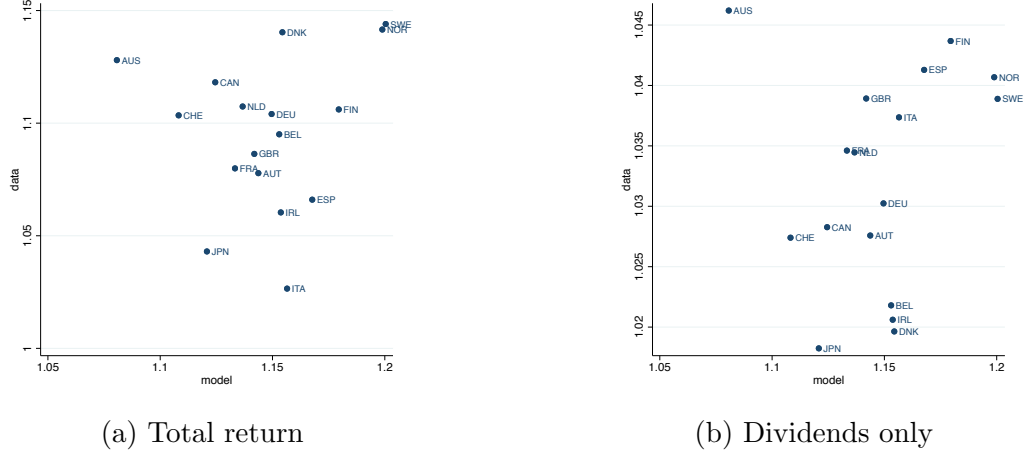 1.15
SWE
NOR
DNK
AUS
CAN
NLD
CHE
DEU
FIN
1.1
BEL
GBR
FRA
AUT
data
ESP
IRL
1.05
JPN
ITA
1
1.05 1.1 1.15 1.2
model
(a) Total return
AUS
1.045
FIN
ESP
NOR
1.04
GBR
SWE
ITA
1.035
FRA
NLD
data
DEU
1.03
CAN
CHE
AUT
1.025
BEL
IRL
1.02
DNK
JPN
1.05 1.1 1.15 1.2
model
(b) Dividends only